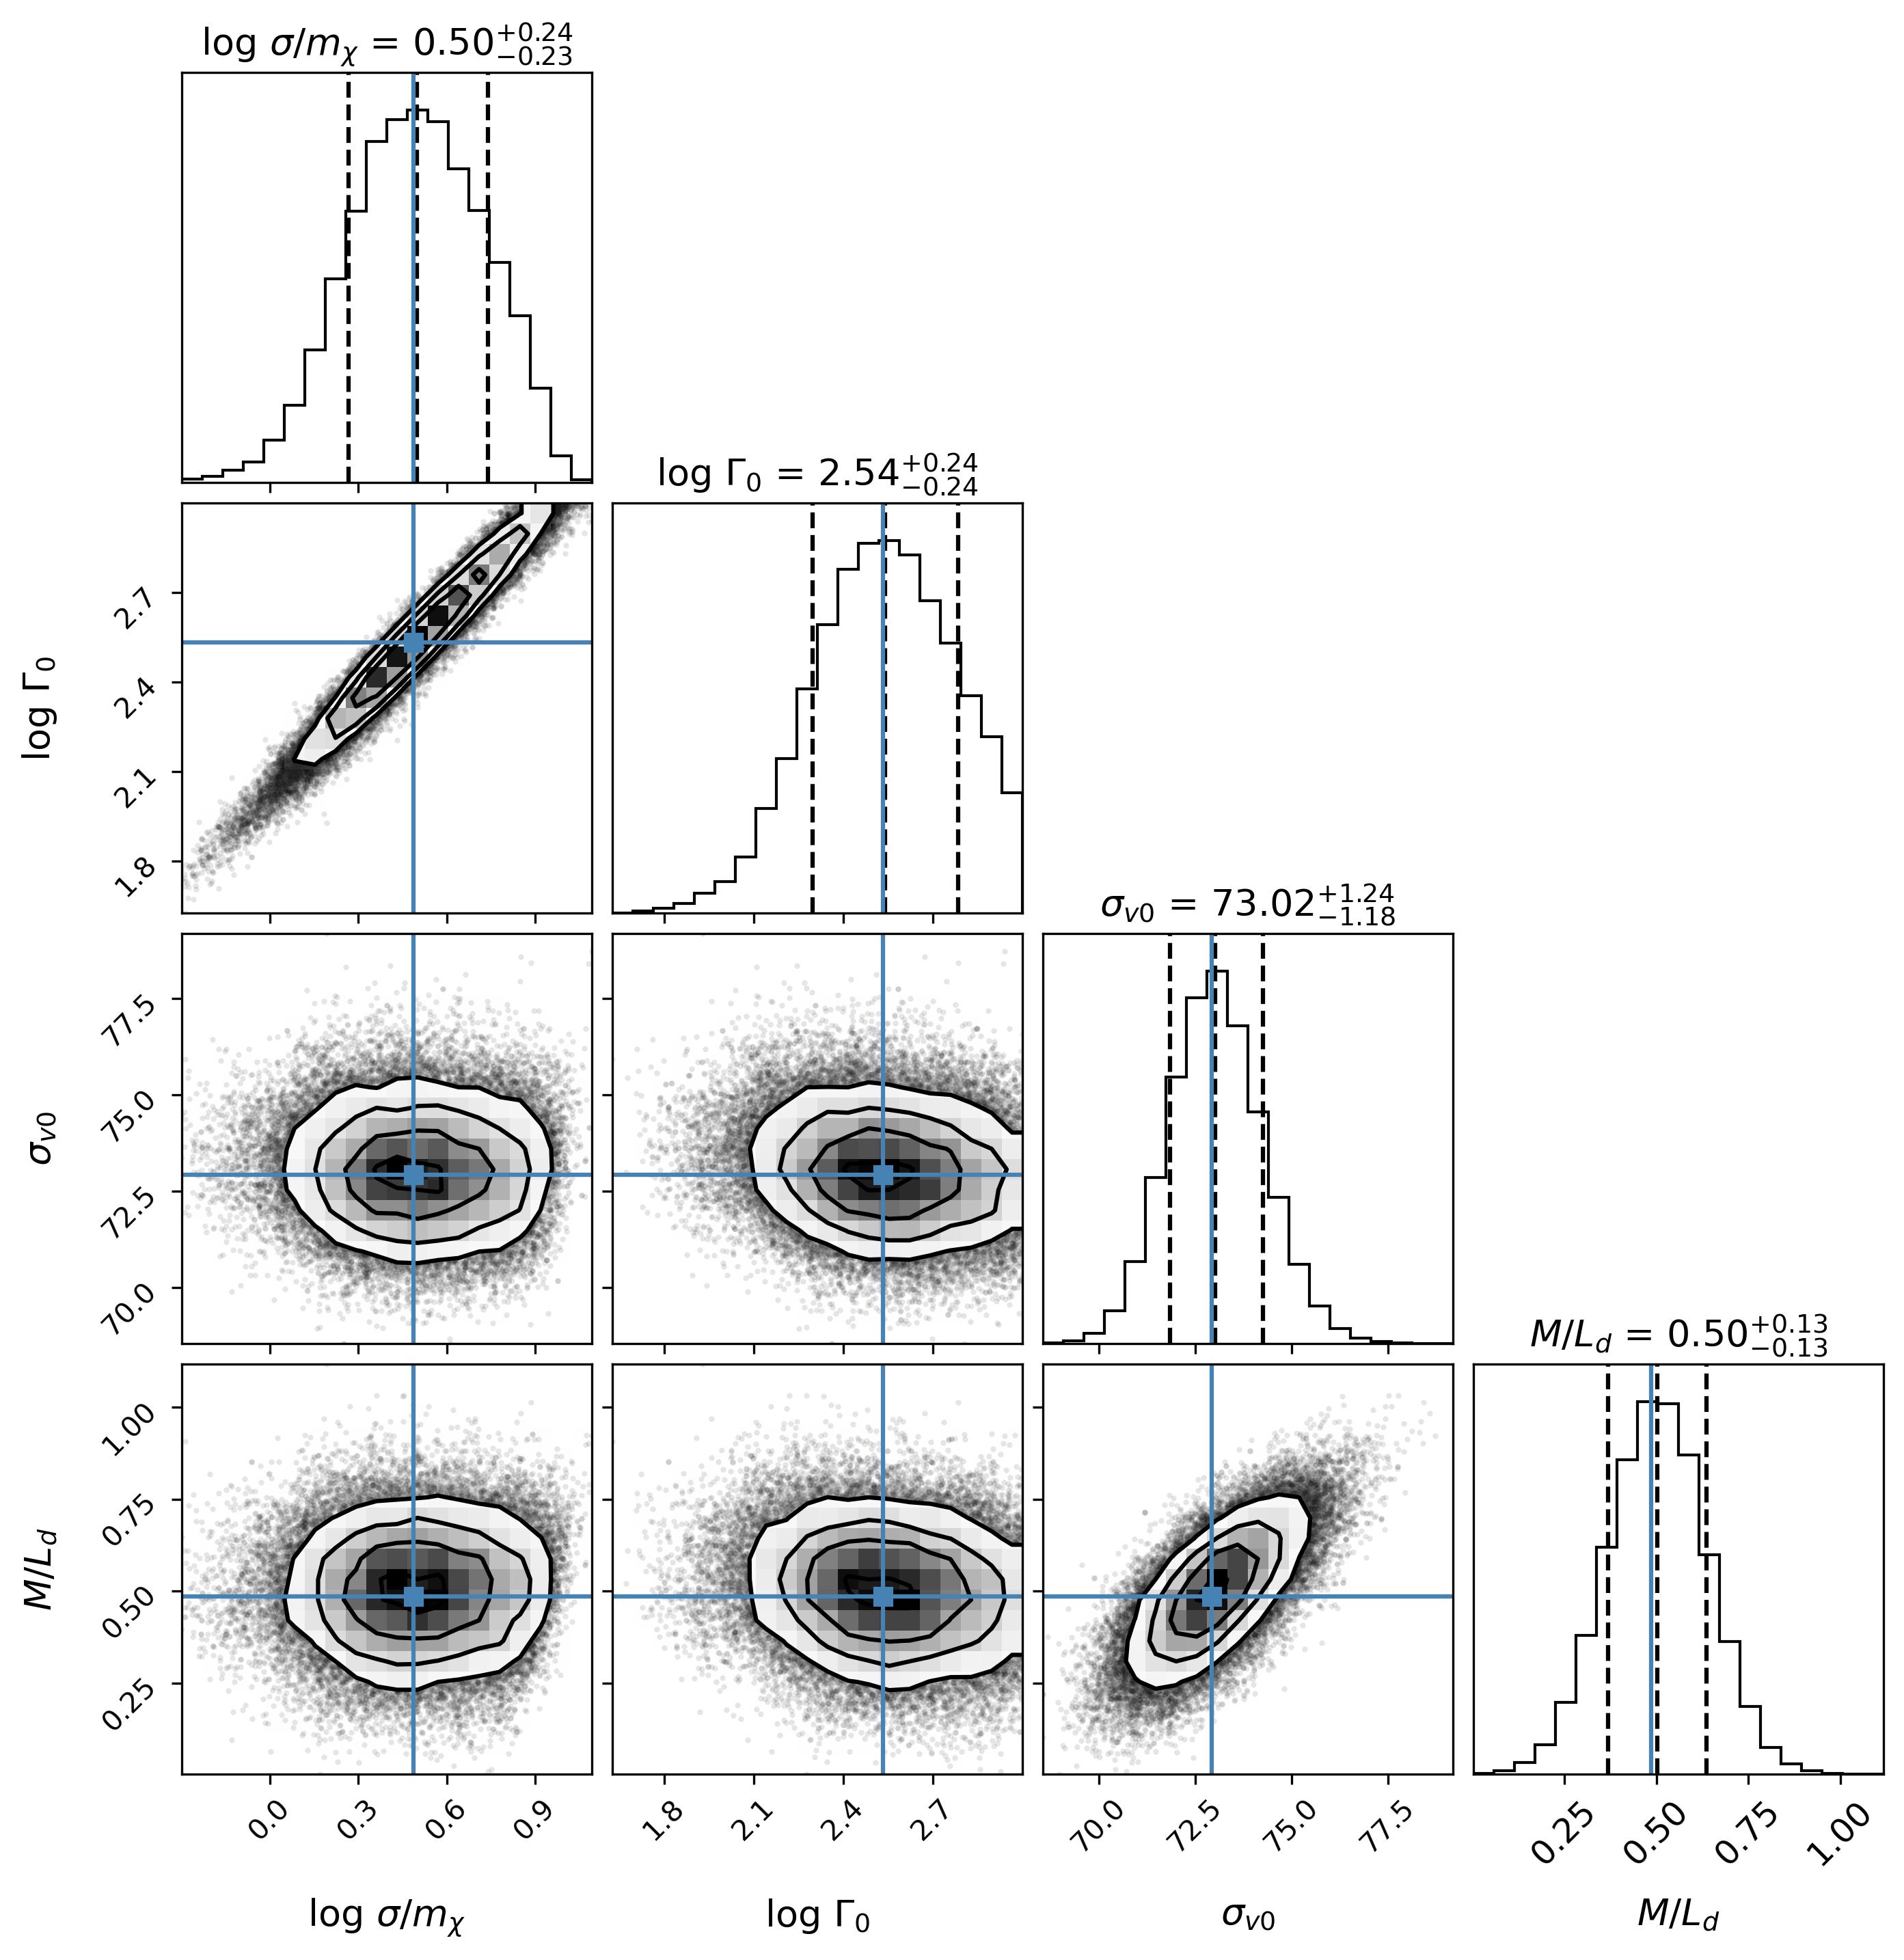 log σ/m_χ = 0.50^{+0.24}_{−0.23}
log Γ_0 = 2.54^{+0.24}_{−0.24}
2.7
2.4
2.1
1.8
log Γ_0
σ_{v0} = 73.02^{+1.24}_{−1.18}
77.5
75.0
72.5
70.0
σ_{v0}
M/L_d = 0.50^{+0.13}_{−0.13}
1.00
0.75
0.50
0.25
M/L_d
0.0 0.3 0.6 0.9 1.8 2.1 2.4 2.7 70.0 72.5 75.0 77.5 0.25 0.50 0.75 1.00
log σ/m_χ log Γ_0 σ_{v0} M/L_d